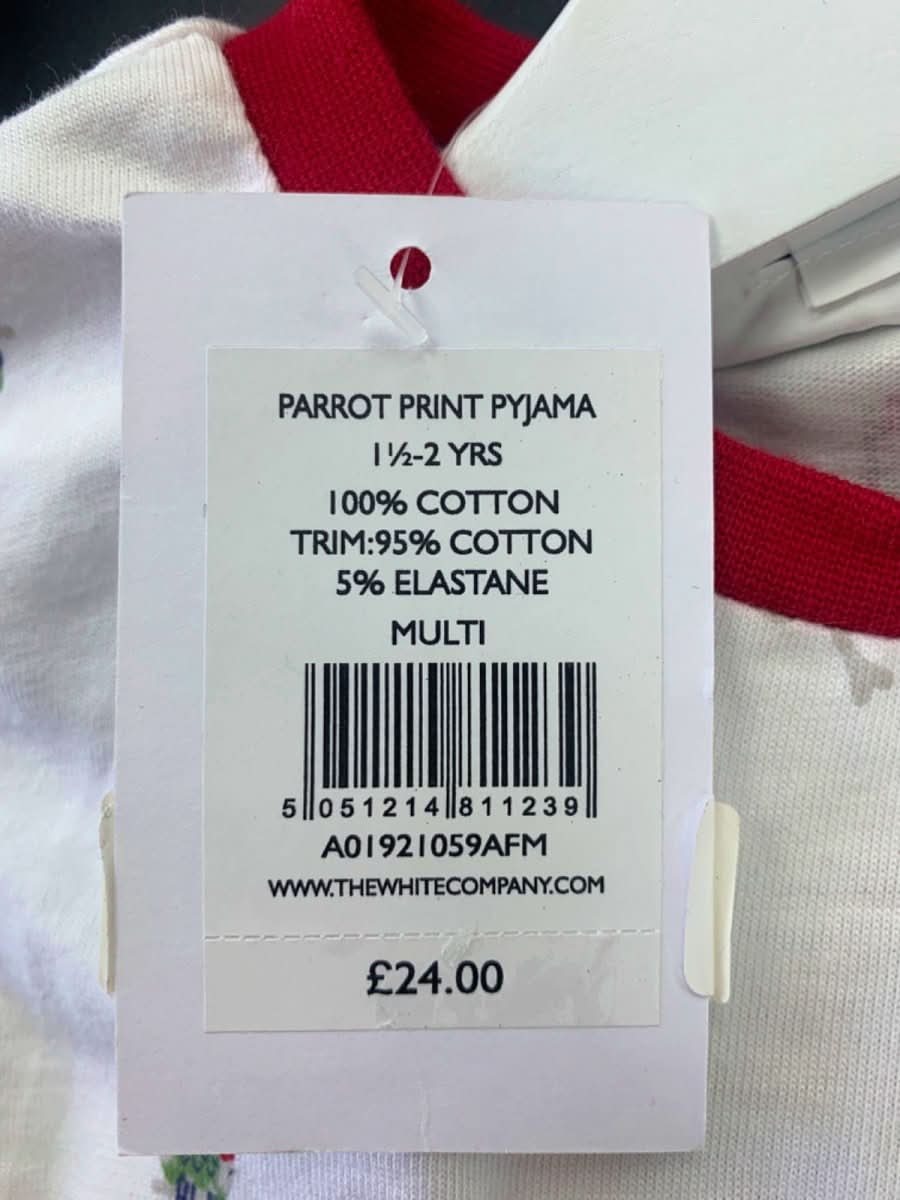 PARROT PRINT PYJAMA
1½-2 YRS
100% COTTON
TRIM:95% COTTON
5% ELASTANE
MULTI
5 051214 811239
A01921059AFM
WWW.THEWHITECOMPANY.COM
£24.00